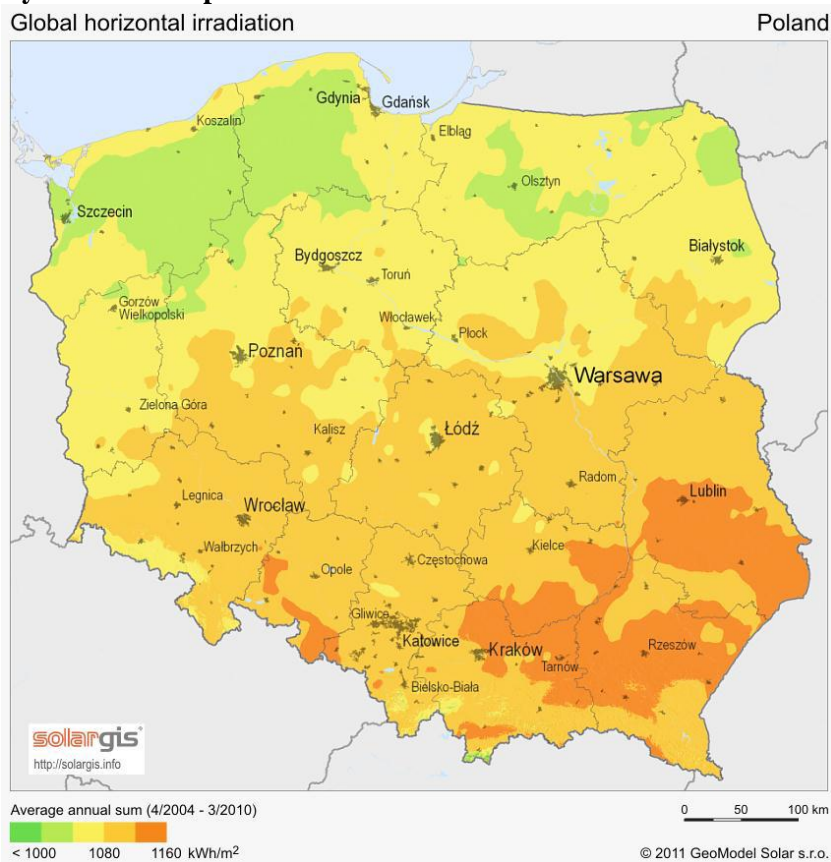 Global horizontal irradiation
Poland
Gdynia
Gdańsk
Koszalin
Elbląg
Olsztyn
Szczecin
Białystok
Bydgoszcz
Toruń
Gorzów
Wielkopolski
Włocławek
Płock
Poznań
Warsawa
Zielona Góra
Kalisz
Łódź
Radom
Lublin
Legnica
Wrocław
Wałbrzych
Kielce
Opole
Częstochowa
Gliwice
Katowice
Kraków
Tarnów
Rzeszów
Bielsko-Biała
solargis
http://solargis.info
Average annual sum (4/2004 - 3/2010)
0 50 100 km
< 1000 1080 1160 kWh/m²
© 2011 GeoModel Solar s.r.o.